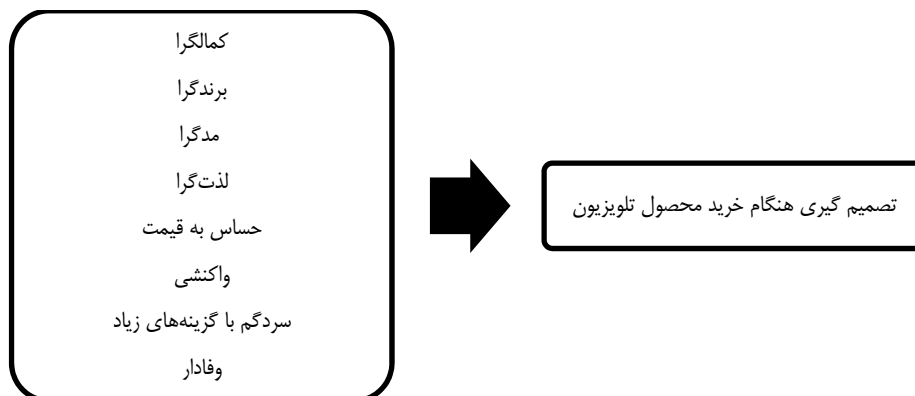 کمالگرا
برندگرا
مدگرا
لذت‌گرا
حساس به قیمت
واکنشی
سردگم با گزینه‌های زیاد
وفادار
تصمیم گیری هنگام خرید محصول تلویزیون